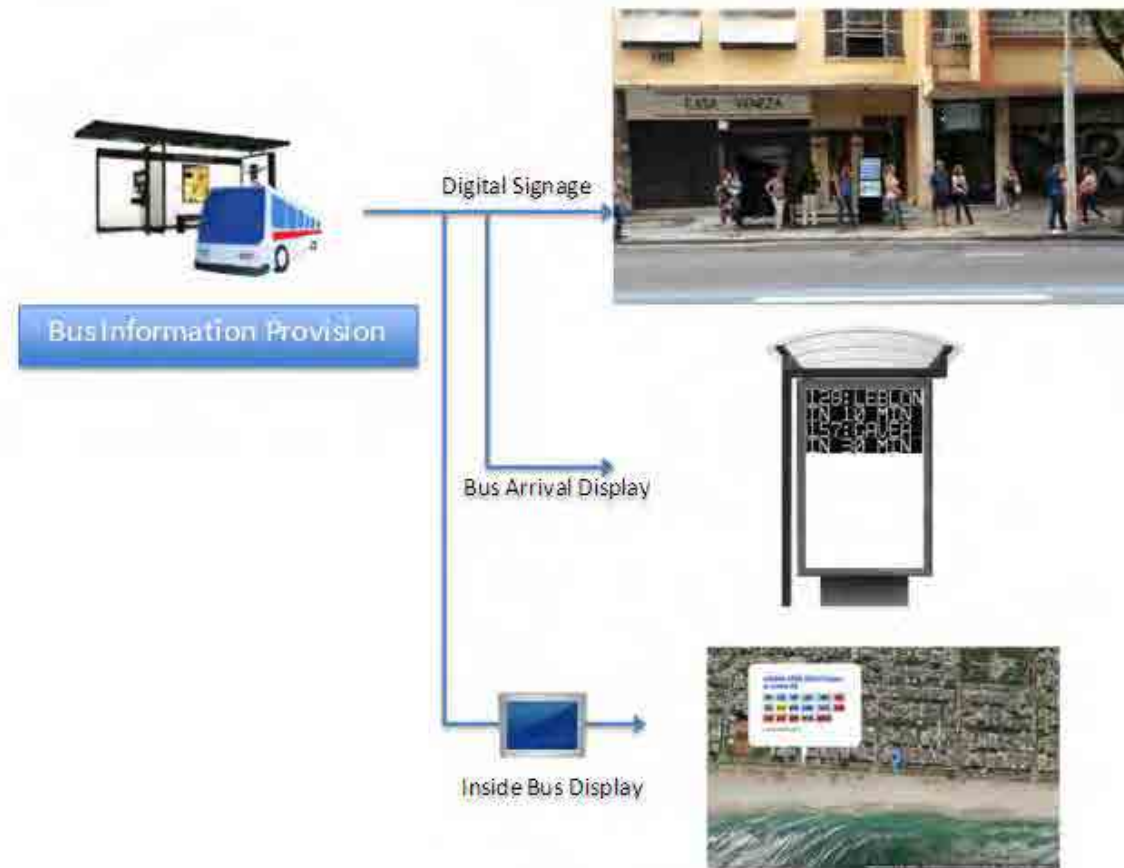 CASA VENEZA
Digital Signage
Bus Information Provision
128:LEBLON
IN 10 MIN
157:GAVEA
IN 30 MIN
Bus Arrival Display
Inside Bus Display